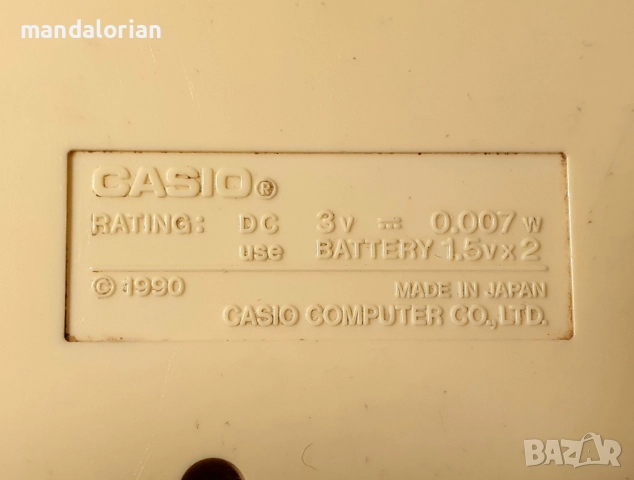 mandalorian
CASIO®
RATING: DC 3V ⎓ 0.007 W
use BATTERY 1.5V x 2
© 1990 MADE IN JAPAN
CASIO COMPUTER CO., LTD.
BAZAR